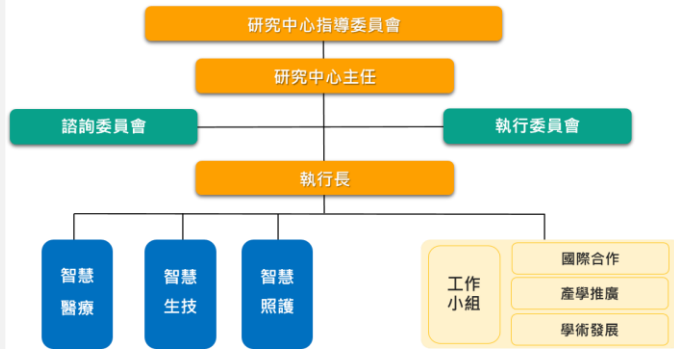 研究中心指導委員會
研究中心主任
諮詢委員會
執行委員會
執行長
智慧
醫療
智慧
生技
智慧
照護
工作
小組
國際合作
產學推廣
學術發展